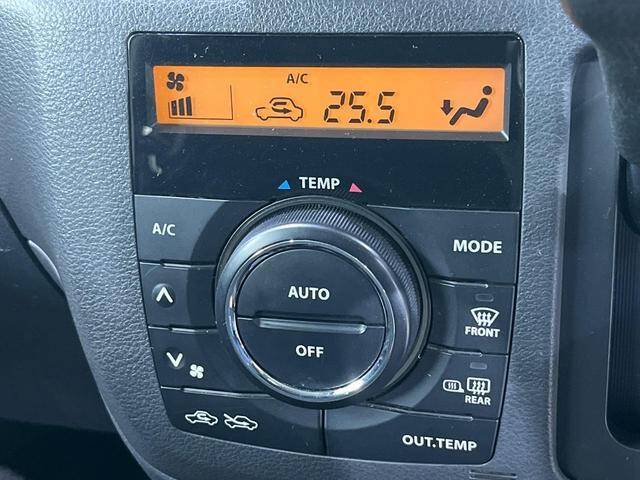 A/C
25.5
TEMP
A/C
MODE
AUTO
OFF
FRONT
REAR
OUT.TEMP